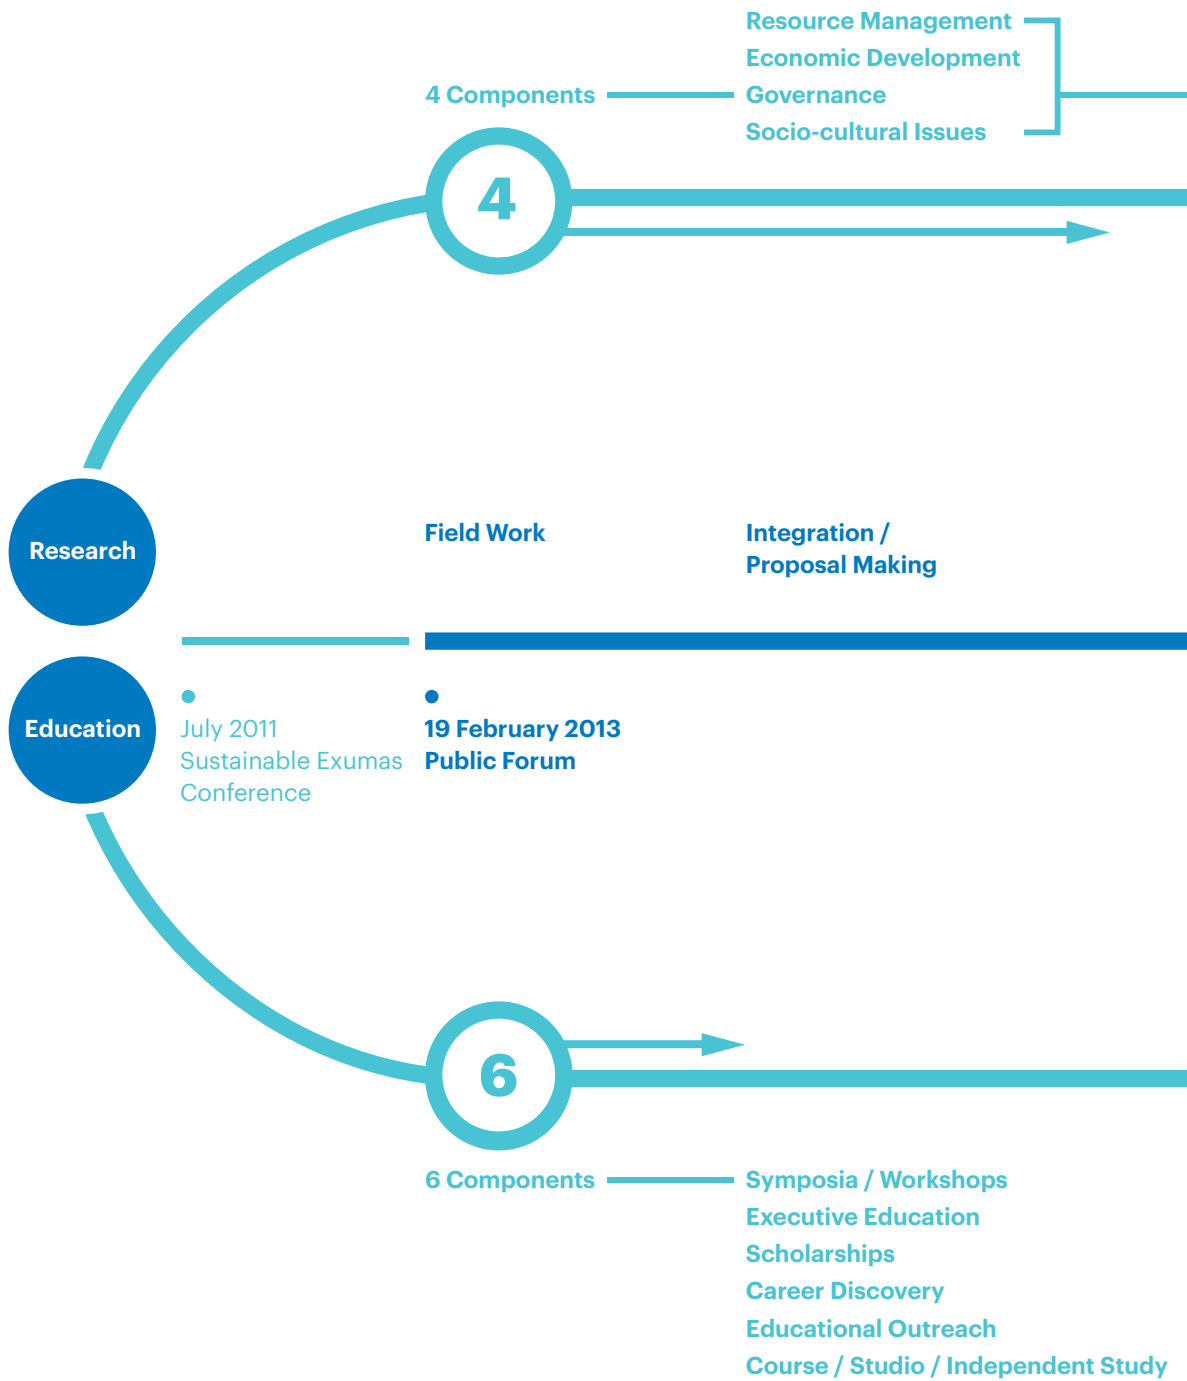 Resource Management
Economic Development
4 Components
Governance
Socio-cultural Issues
4
Research
Field Work
Integration /
Proposal Making
Education
July 2011
Sustainable Exumas
Conference
19 February 2013
Public Forum
6
6 Components
Symposia / Workshops
Executive Education
Scholarships
Career Discovery
Educational Outreach
Course / Studio / Independent Study